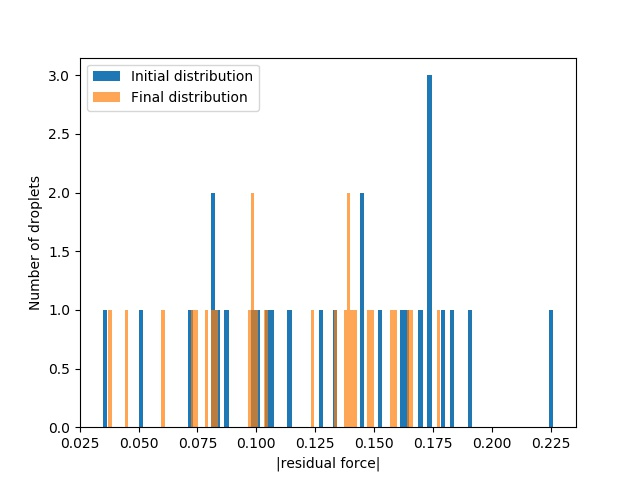 Initial distribution
Final distribution
3.0
2.5
2.0
1.5
1.0
0.5
0.0
Number of droplets
0.025 0.050 0.075 0.100 0.125 0.150 0.175 0.200 0.225
|residual force|